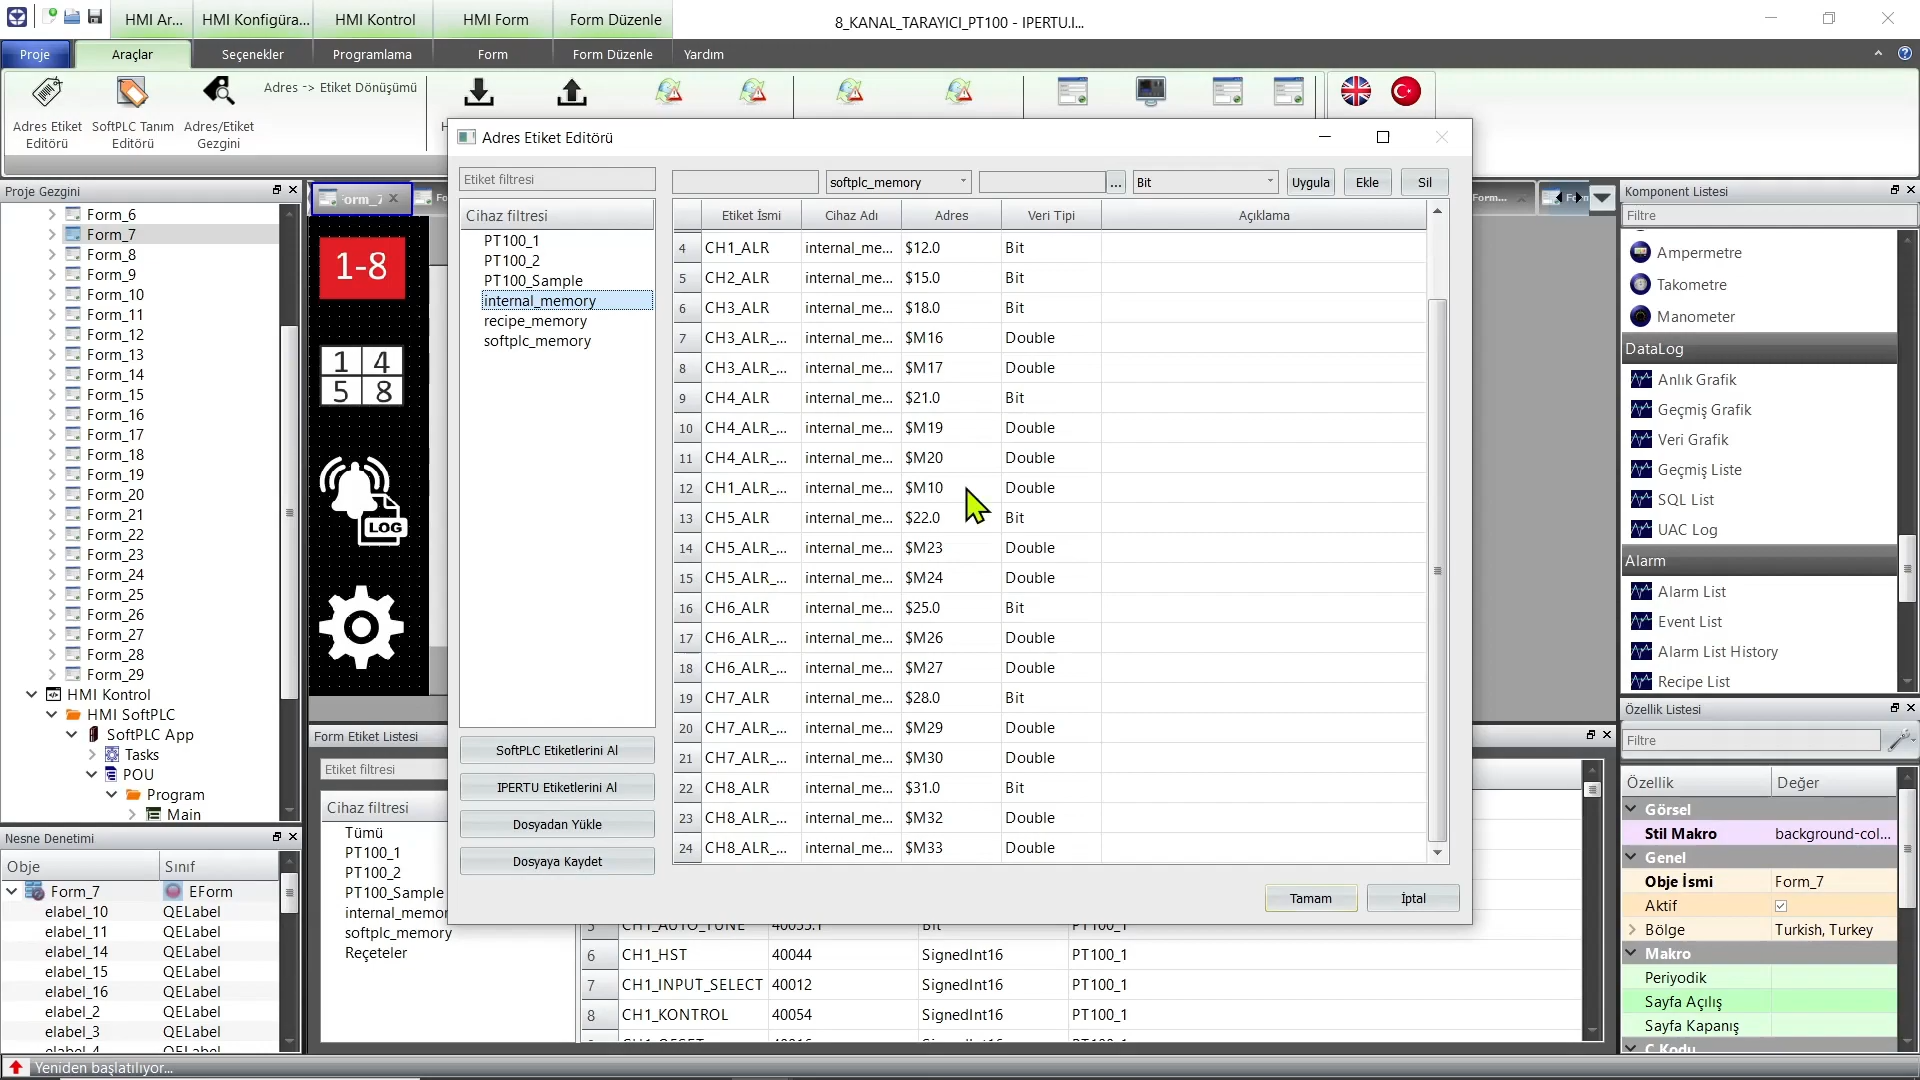 HMI Ar...
HMI Konfigüra...
HMI Kontrol
HMI Form
Form Düzenle
8_KANAL_TARAYICI_PT100 - IPERTU.I...
Proje
Araçlar
Seçenekler
Programlama
Form
Form Düzenle
Yardım
Adres Etiket
Editörü
SoftPLC Tanım
Editörü
Adres/Etiket
Gezgini
Adres -> Etiket Dönüşümü
Proje Gezgini
Form_6
Form_7
Form_8
Form_9
Form_10
Form_11
Form_12
Form_13
Form_14
Form_15
Form_16
Form_17
Form_18
Form_19
Form_20
Form_21
Form_22
Form_23
Form_24
Form_25
Form_26
Form_27
Form_28
Form_29
HMI Kontrol
HMI SoftPLC
SoftPLC App
Tasks
POU
Program
Main
Nesne Denetimi
Obje Sınıf
Form_7 EForm
elabel_10 QELabel
elabel_11 QELabel
elabel_14 QELabel
elabel_15 QELabel
elabel_16 QELabel
elabel_2 QELabel
elabel_3 QELabel
elabel_4 QELabel
Yeniden başlatılıyor...
1-8
1 4
5 8
LOG
Adres Etiket Editörü
Etiket filtresi
softplc_memory
...
Bit
Uygula
Ekle
Sil
Cihaz filtresi
PT100_1
PT100_2
PT100_Sample
internal_memory
recipe_memory
softplc_memory
SoftPLC Etiketlerini Al
IPERTU Etiketlerini Al
Dosyadan Yükle
Dosyaya Kaydet
Etiket İsmi Cihaz Adı Adres Veri Tipi Açıklama
4 CH1_ALR internal_me... $12.0 Bit
5 CH2_ALR internal_me... $15.0 Bit
6 CH3_ALR internal_me... $18.0 Bit
7 CH3_ALR_... internal_me... $M16 Double
8 CH3_ALR_... internal_me... $M17 Double
9 CH4_ALR internal_me... $21.0 Bit
10 CH4_ALR_... internal_me... $M19 Double
11 CH4_ALR_... internal_me... $M20 Double
12 CH1_ALR_... internal_me... $M10 Double
13 CH5_ALR internal_me... $22.0 Bit
14 CH5_ALR_... internal_me... $M23 Double
15 CH5_ALR_... internal_me... $M24 Double
16 CH6_ALR internal_me... $25.0 Bit
17 CH6_ALR_... internal_me... $M26 Double
18 CH6_ALR_... internal_me... $M27 Double
19 CH7_ALR internal_me... $28.0 Bit
20 CH7_ALR_... internal_me... $M29 Double
21 CH7_ALR_... internal_me... $M30 Double
22 CH8_ALR internal_me... $31.0 Bit
23 CH8_ALR_... internal_me... $M32 Double
24 CH8_ALR_... internal_me... $M33 Double
Tamam
İptal
Form Etiket Listesi
Etiket filtresi
Cihaz filtresi
Tümü
PT100_1
PT100_2
PT100_Sample
internal_memor
softplc_memory
Reçeteler
5 CH1_AUTO_TUNE 40055.1 Bit PT100_1
6 CH1_HST 40044 SignedInt16 PT100_1
7 CH1_INPUT_SELECT 40012 SignedInt16 PT100_1
8 CH1_KONTROL 40054 SignedInt16 PT100_1
Form...
Komponent Listesi
Filtre
Ampermetre
Takometre
Manometer
DataLog
Anlık Grafik
Geçmiş Grafik
Veri Grafik
Geçmiş Liste
SQL List
UAC Log
Alarm
Alarm List
Event List
Alarm List History
Recipe List
Özellik Listesi
Filtre
Özellik Değer
Görsel
Stil Makro background-col...
Genel
Obje İsmi Form_7
Aktif
Bölge Turkish, Turkey
Makro
Periyodik
Sayfa Açılış
Sayfa Kapanış
C Kodu